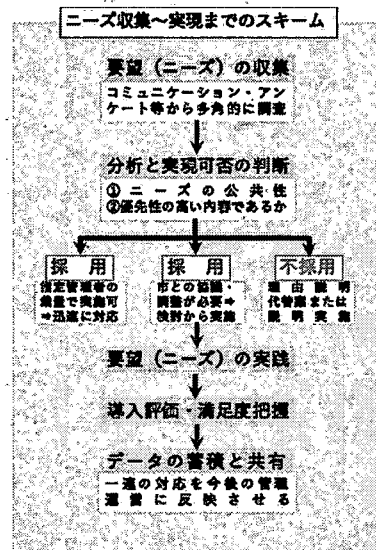 ニーズ収集～実現までのスキーム
要望（ニーズ）の収集
コミュニケーション・アン
ケート等から多角的に調査
分析と実現可否の判断
①ニーズの公共性
②優先性の高い内容であるか
採用
指定管理者の
裁量で実施可
⇒迅速に対応
採用
市との協議・
調整が必要⇒
検討から実施
不採用
理由説明
代替案または
説明実施
要望（ニーズ）の実践
導入評価・満足度把握
データの蓄積と共有
一連の対応を今後の管理
運営に反映させる